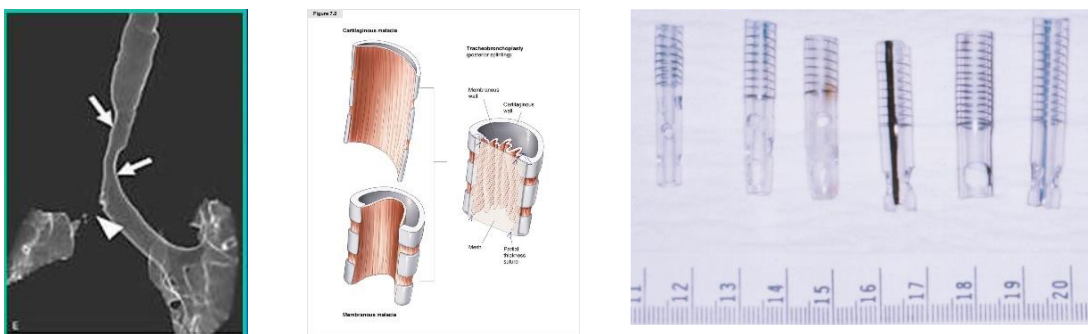 E
Figure 7.2
Cartilaginous malacia
Tracheobronchoplasty
(posterior splinting)
Membranous
wall
Cartilaginous
wall
Mesh
Partial
thickness
suture
Membranous malacia
11 12 13 14 15 16 17 18 19 20